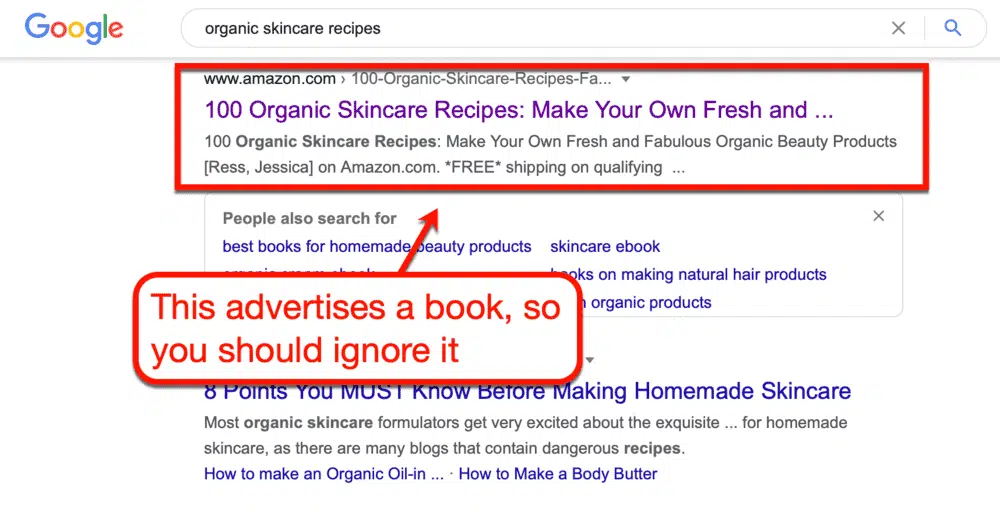 Google
organic skincare recipes
www.amazon.com › 100-Organic-Skincare-Recipes-Fa...
100 Organic Skincare Recipes: Make Your Own Fresh and ...
100 Organic Skincare Recipes: Make Your Own Fresh and Fabulous Organic Beauty Products
[Ress, Jessica] on Amazon.com. *FREE* shipping on qualifying ...
People also search for
best books for homemade beauty products skincare ebook
books on making natural hair products
organic products
This advertises a book, so
you should ignore it
8 Points You MUST Know Before Making Homemade Skincare
Most organic skincare formulators get very excited about the exquisite ... for homemade
skincare, as there are many blogs that contain dangerous recipes.
How to make an Organic Oil-in ... · How to Make a Body Butter